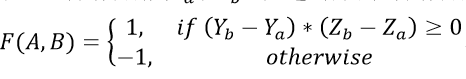 F(A, B) = { 1, if (Y_b − Y_a) * (Z_b − Z_a) ≥ 0
−1, otherwise